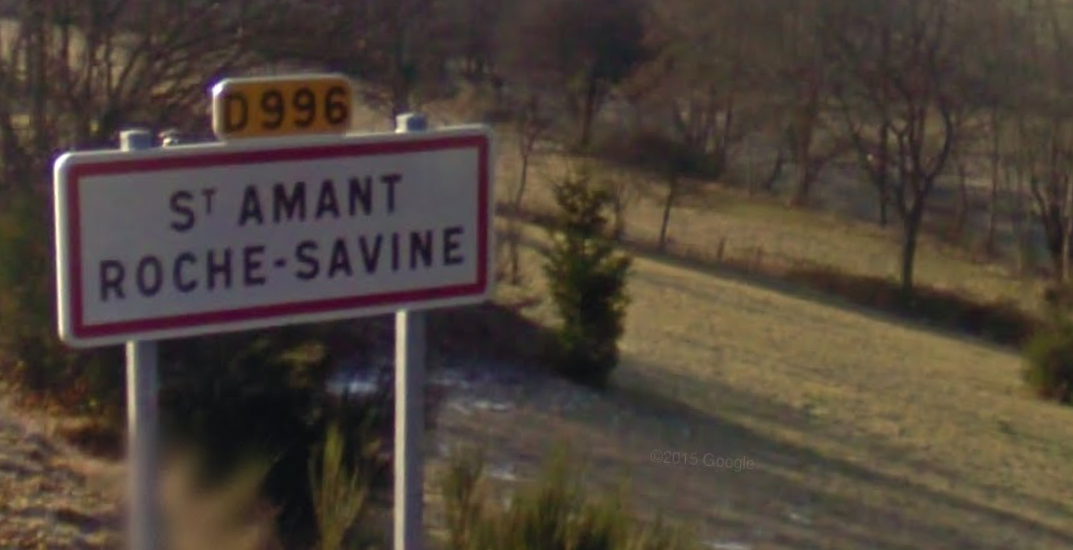 D996
ST AMANT
ROCHE-SAVINE
©2015 Google